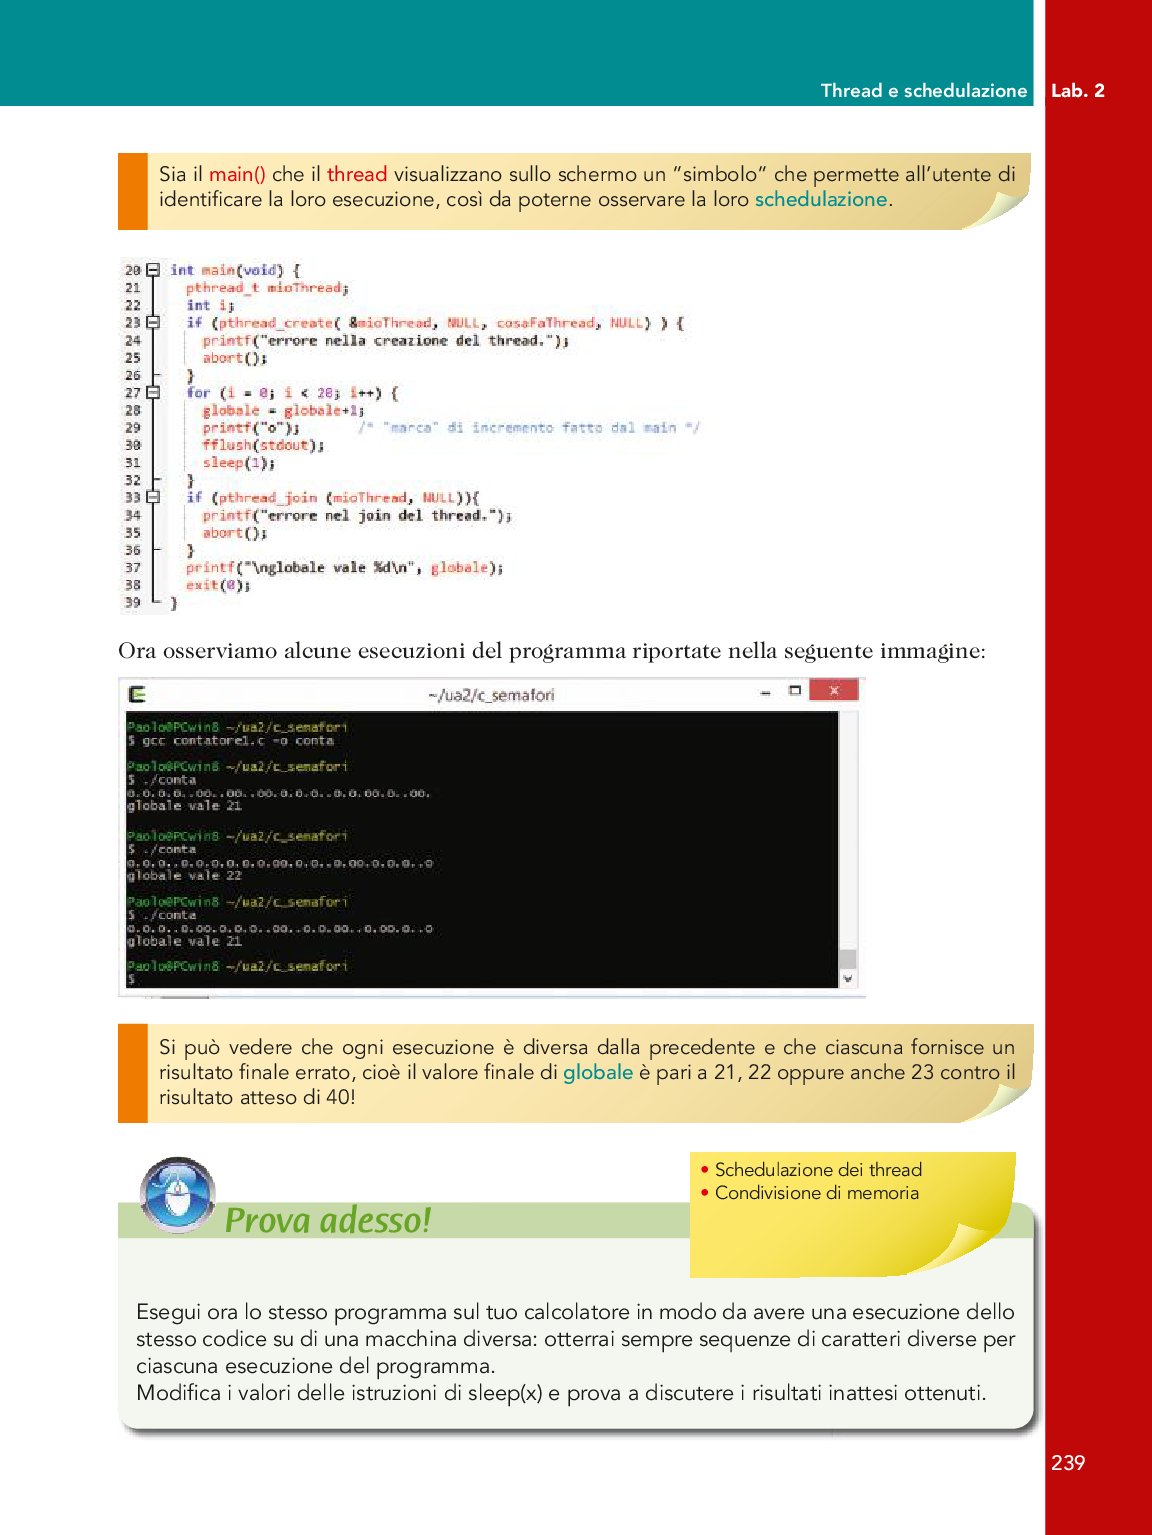 Thread e schedulazione Lab. 2
Sia il main() che il thread visualizzano sullo schermo un ”simbolo” che permette all’utente di
identificare la loro esecuzione, così da poterne osservare la loro schedulazione.
20 int main(void) {
21 pthread_t mioThread;
22 int i;
23 if (pthread_create( &mioThread, NULL, cosaFaThread, NULL) ) {
24 printf("errore nella creazione del thread.");
25 abort();
26 }
27 for (i = 0; i < 20; i++) {
28 globale = globale+1;
29 printf("o"); /* "marca" di incremento fatto dal main */
30 fflush(stdout);
31 sleep(1);
32 }
33 if (pthread_join (mioThread, NULL)){
34 printf("errore nel join del thread.");
35 abort();
36 }
37 printf("\nglobale vale %d\n", globale);
38 exit(0);
39 }
Ora osserviamo alcune esecuzioni del programma riportate nella seguente immagine:
~/ua2/c_semafori
Paolo@PCwin8 ~/ua2/c_semafori
$ gcc contatore1.c -o conta
Paolo@PCwin8 ~/ua2/c_semafori
$ ./conta
o.o.o.o..oo..oo..oo.o.o.o..o.o.oo.o..oo.
globale vale 21
Paolo@PCwin8 ~/ua2/c_semafori
$ ./conta
o.o.o..o.o.o.o.o.o.oo.o.o..o.oo.o.o.o..o
globale vale 22
Paolo@PCwin8 ~/ua2/c_semafori
$ ./conta
o.o.o..o.oo.o.o.o..oo..o.o.oo..o.oo.o..o
globale vale 21
Paolo@PCwin8 ~/ua2/c_semafori
$
Si può vedere che ogni esecuzione è diversa dalla precedente e che ciascuna fornisce un
risultato finale errato, cioè il valore finale di globale è pari a 21, 22 oppure anche 23 contro il
risultato atteso di 40!
• Schedulazione dei thread
• Condivisione di memoria
Prova adesso!
Esegui ora lo stesso programma sul tuo calcolatore in modo da avere una esecuzione dello
stesso codice su di una macchina diversa: otterrai sempre sequenze di caratteri diverse per
ciascuna esecuzione del programma.
Modifica i valori delle istruzioni di sleep(x) e prova a discutere i risultati inattesi ottenuti.
239